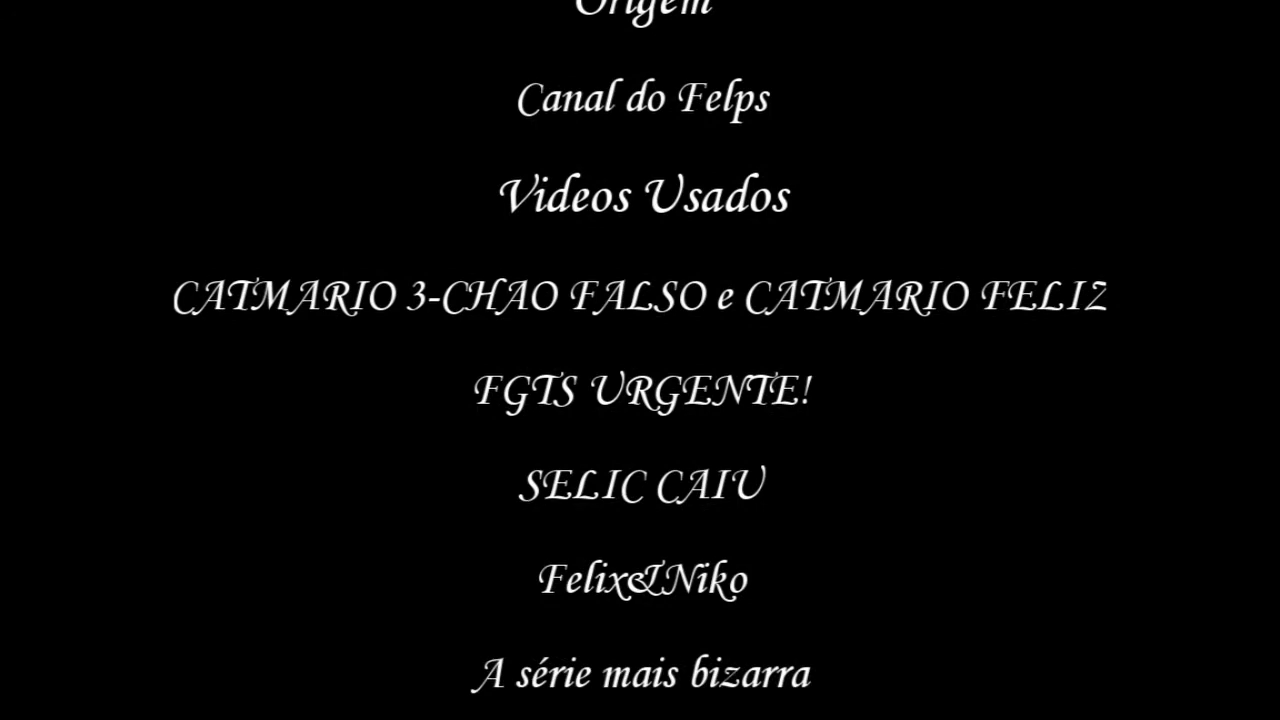 Origem
Canal do Felps
Videos Usados
CATMARIO 3-CHAO FALSO e CATMARIO FELIZ
FGTS URGENTE!
SELIC CAIU
Felix&Niko
A série mais bizarra